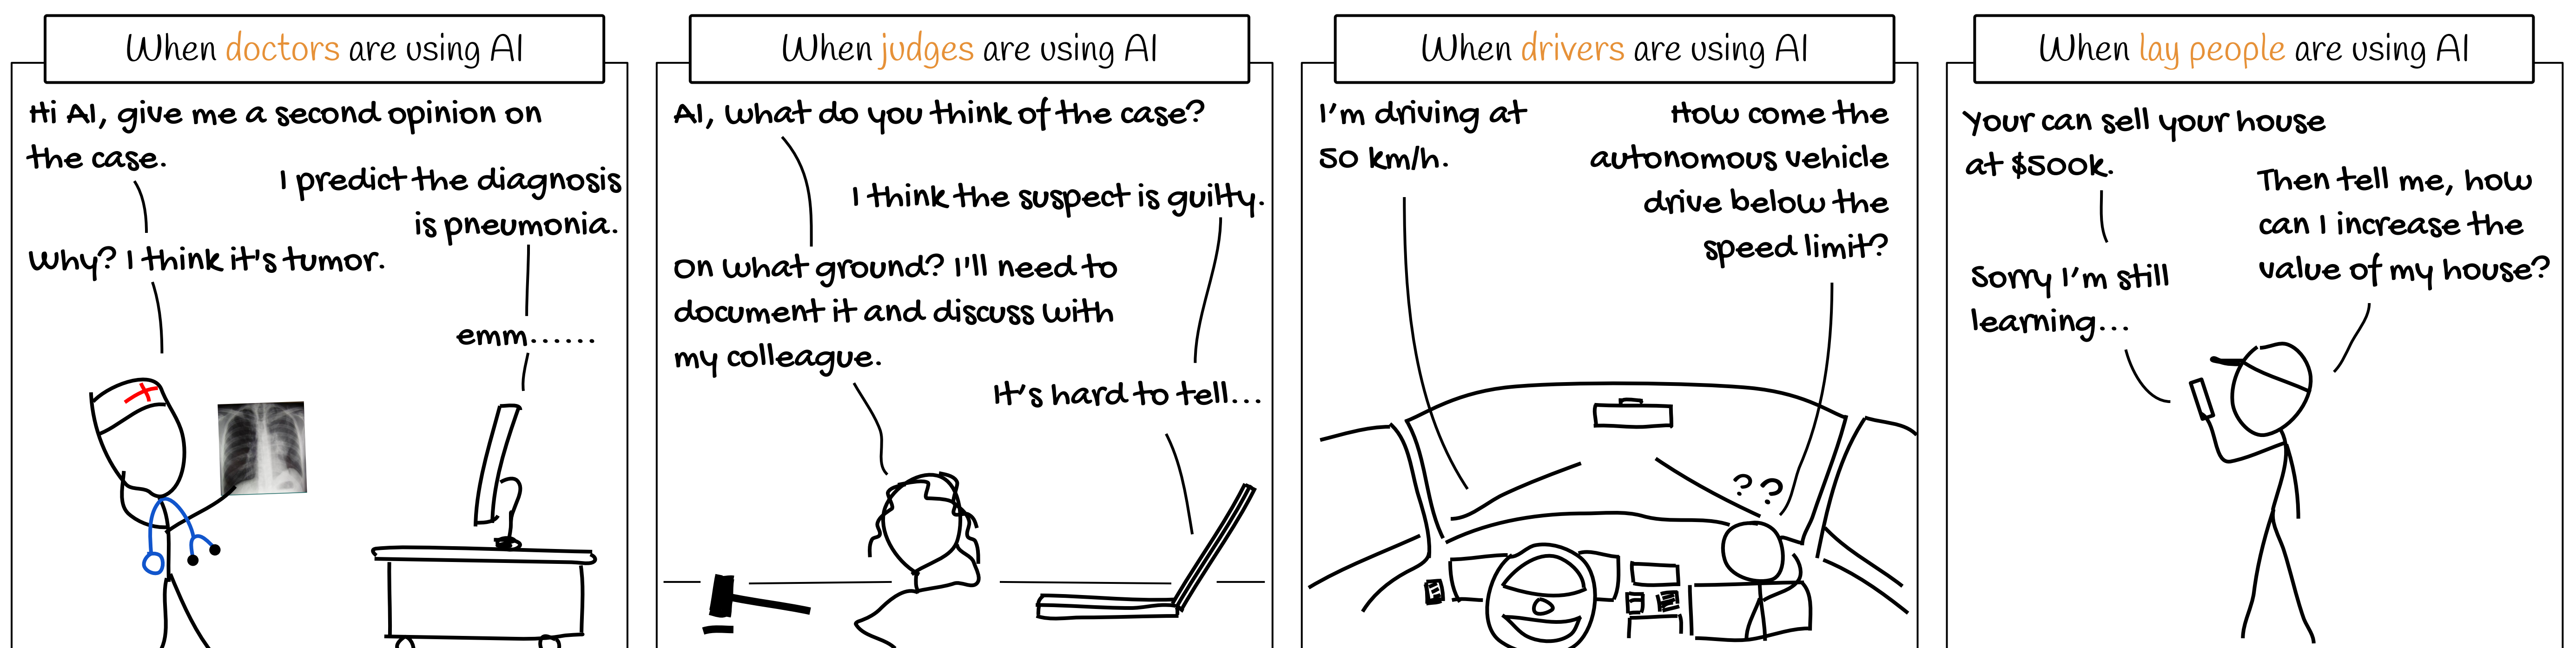 When doctors are using AI
Hi AI, give me a second opinion on
the case.
I predict the diagnosis
is pneumonia.
Why? I think it's tumor.
emm......
When judges are using AI
AI, what do you think of the case?
I think the suspect is guilty.
On what ground? I'll need to
document it and discuss with
my colleague.
It's hard to tell...
When drivers are using AI
I'm driving at
50 km/h.
How come the
autonomous vehicle
drive below the
speed limit?
? ?
When lay people are using AI
Your can sell your house
at $500k.
Then tell me, how
can I increase the
value of my house?
Sorry I'm still
learning...